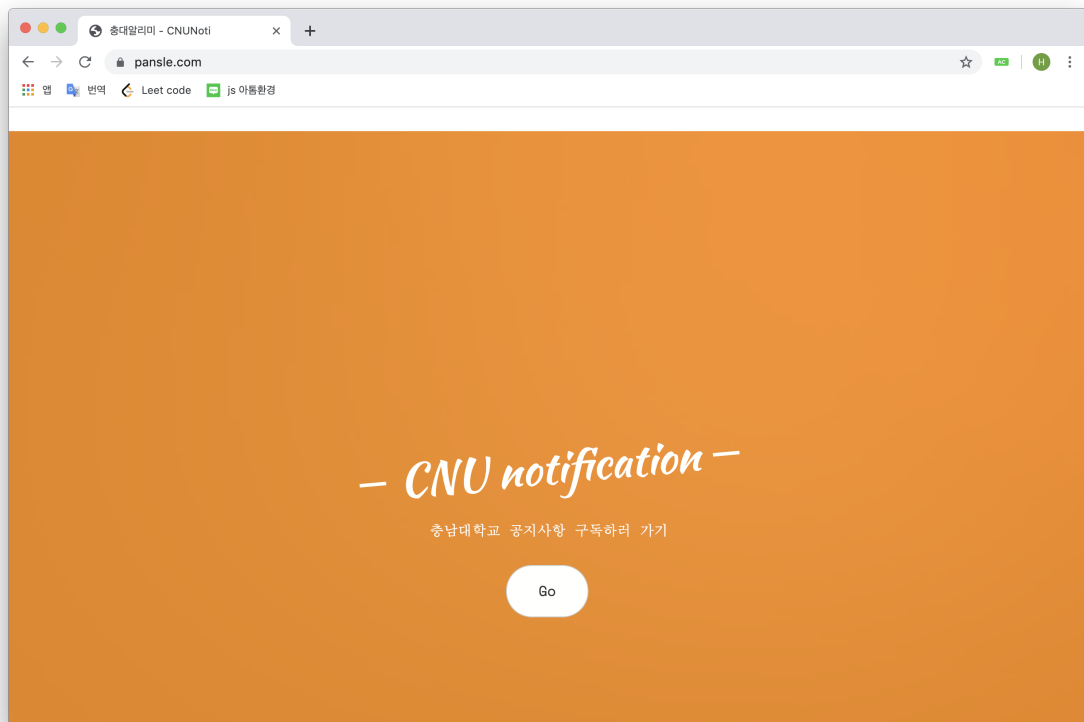 충대알리미 - CNUNoti
pansle.com
AC
H
앱 번역 Leet code js 아톰환경
— CNU notification —
충남대학교 공지사항 구독하러 가기
Go